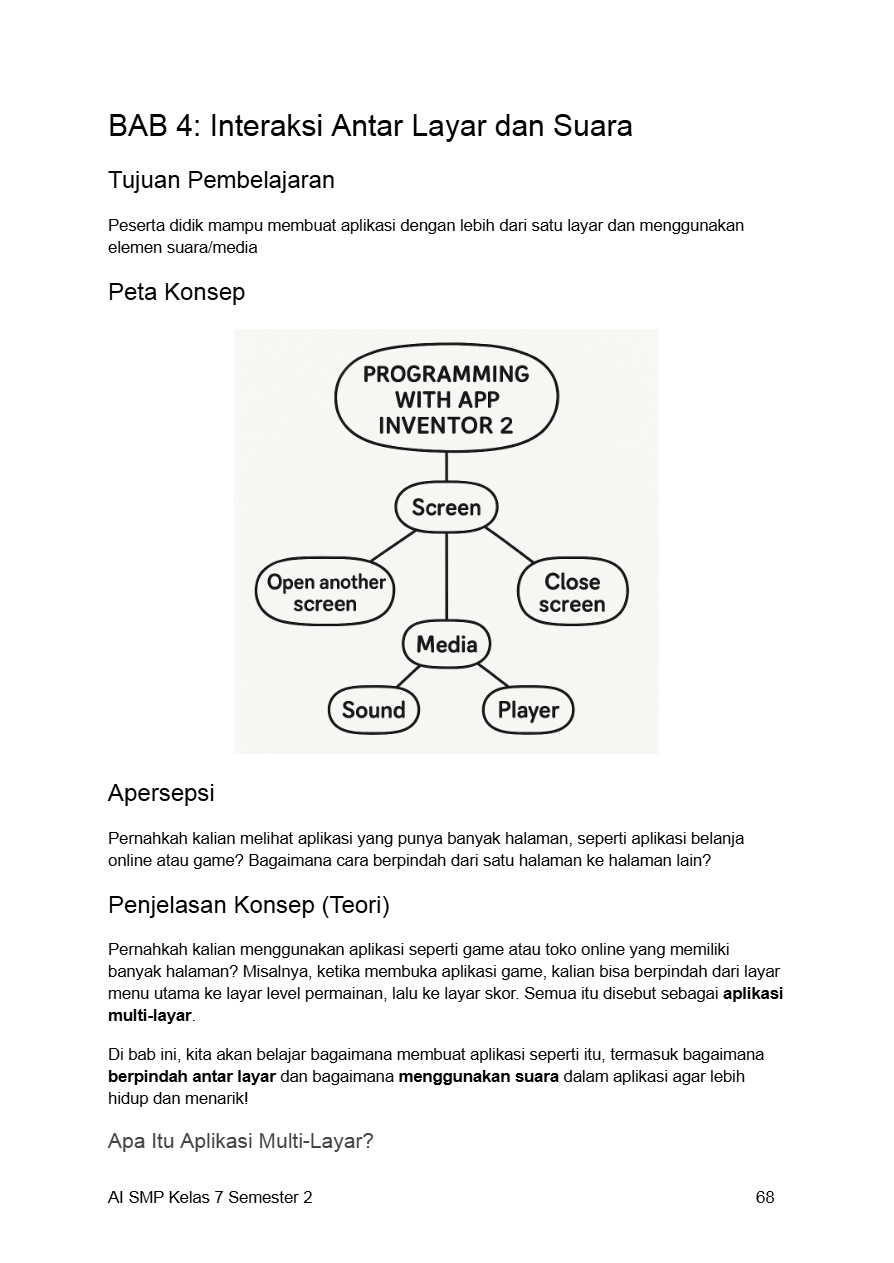 BAB 4: Interaksi Antar Layar dan Suara
Tujuan Pembelajaran
Peserta didik mampu membuat aplikasi dengan lebih dari satu layar dan menggunakan
elemen suara/media
Peta Konsep
PROGRAMMING
WITH APP
INVENTOR 2
Screen
Open another
screen
Close
screen
Media
Sound
Player
Apersepsi
Pernahkah kalian melihat aplikasi yang punya banyak halaman, seperti aplikasi belanja
online atau game? Bagaimana cara berpindah dari satu halaman ke halaman lain?
Penjelasan Konsep (Teori)
Pernahkah kalian menggunakan aplikasi seperti game atau toko online yang memiliki
banyak halaman? Misalnya, ketika membuka aplikasi game, kalian bisa berpindah dari layar
menu utama ke layar level permainan, lalu ke layar skor. Semua itu disebut sebagai aplikasi
multi-layar.
Di bab ini, kita akan belajar bagaimana membuat aplikasi seperti itu, termasuk bagaimana
berpindah antar layar dan bagaimana menggunakan suara dalam aplikasi agar lebih
hidup dan menarik!
Apa Itu Aplikasi Multi-Layar?
AI SMP Kelas 7 Semester 2 68